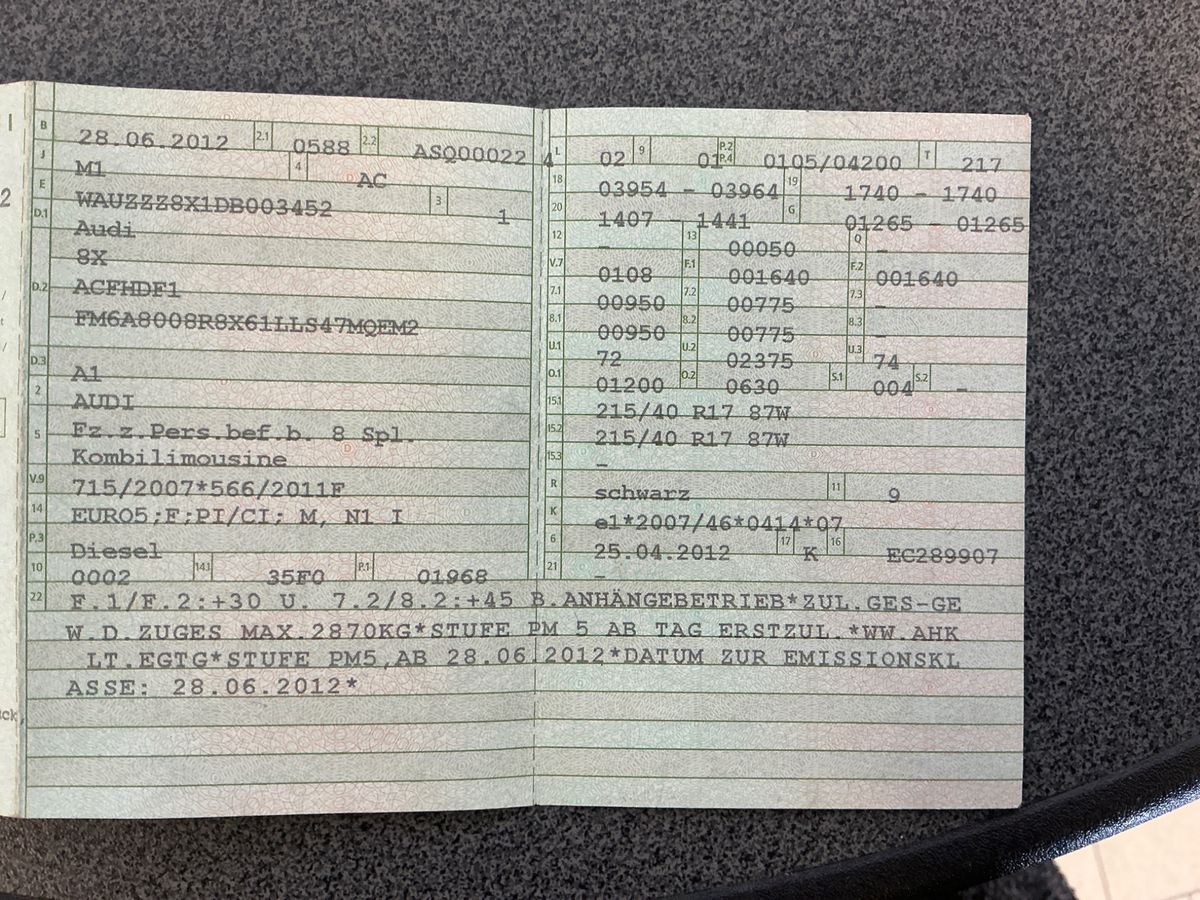 B 28.06.2012 2.1 0588 2.2 ASQ00022 4
J M1 4 AC
E WAUZZZ8X1DB003452 3 1
D.1 Audi
8X
D.2 ACFHDF1
FM6A8008R8X61LLS47MQEM2
D.3 A1
2 AUDI
5 Fz.z.Pers.bef.b. 8 Spl.
Kombilimousine
V.9 715/2007*566/2011F
14 EURO5;F;PI/CI; M, N1 I
P.3 Diesel
10 0002 14.1 35F0 P.1 01968
L 02 9 01 P.2 P.4 0105/04200 T 217
18 03954 - 03964 19 1740 - 1740
20 1407 - 1441 G 01265 - 01265
12 - 13 00050 Q -
V.7 0108 F.1 001640 F.2 001640
7.1 00950 7.2 00775 7.3 -
8.1 00950 8.2 00775 8.3 -
U.1 72 U.2 02375 U.3 74
O.1 01200 O.2 0630 S.1 004 S.2 -
15.1 215/40 R17 87W
15.2 215/40 R17 87W
15.3 -
R schwarz 11 9
K e1*2007/46*0414*07
6 25.04.2012 17 K 16 EC289907
21 -
22 F.1/F.2:+30 U. 7.2/8.2:+45 B.ANHÄNGEBETRIEB*ZUL.GES-GE
W.D.ZUGES MAX.2870KG*STUFE PM 5 AB TAG ERSTZUL.*WW.AHK
LT.EGTG*STUFE PM5,AB 28.06.2012*DATUM ZUR EMISSIONSKL
ASSE: 28.06.2012*